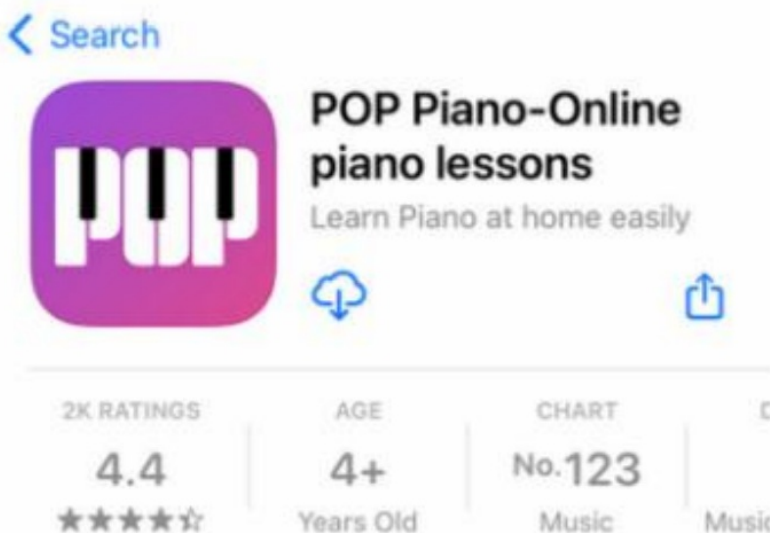 Search
POP
POP Piano-Online
piano lessons
Learn Piano at home easily
2K RATINGS
AGE
CHART
4.4
4+
No.123
Years Old
Music